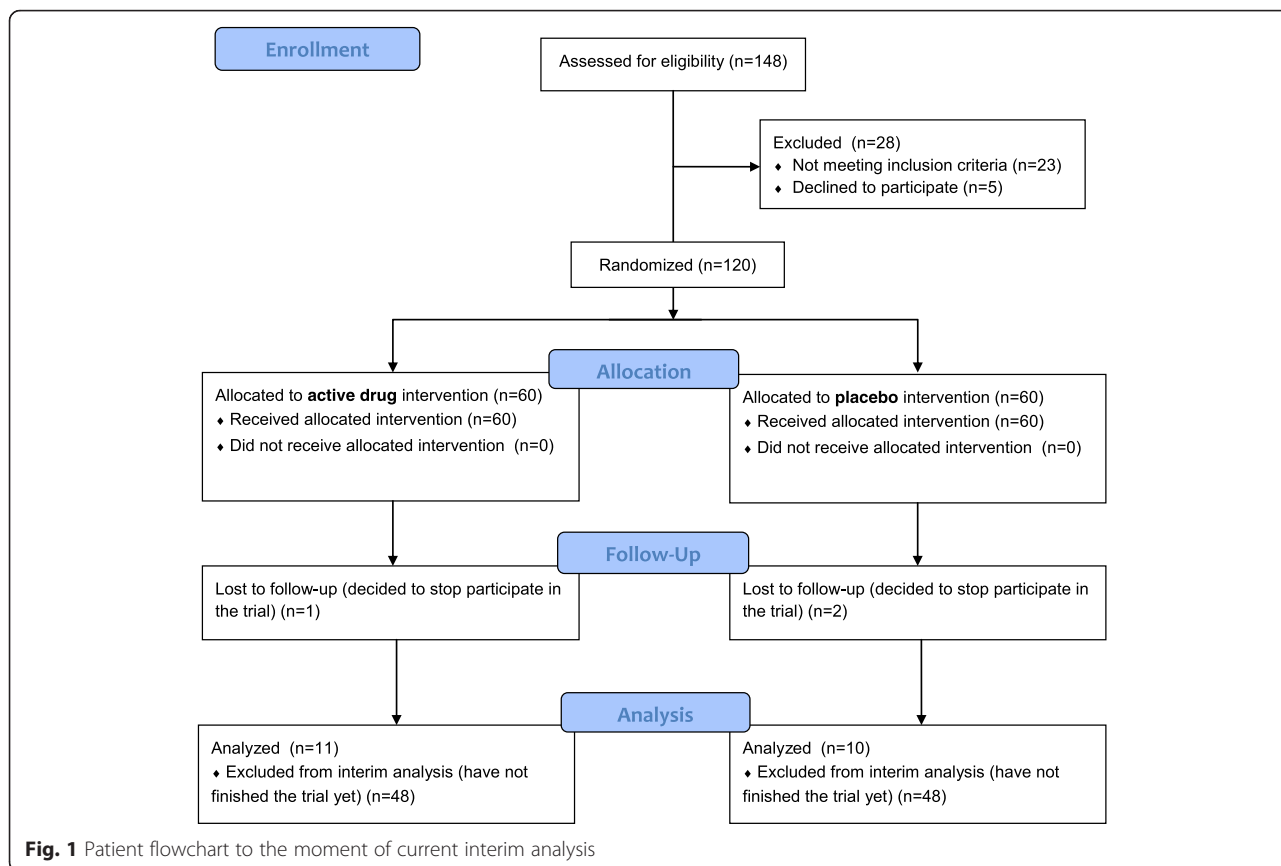 Enrollment
Assessed for eligibility (n=148)
Excluded (n=28)
♦ Not meeting inclusion criteria (n=23)
♦ Declined to participate (n=5)
Randomized (n=120)
Allocation
Allocated to active drug intervention (n=60)
♦ Received allocated intervention (n=60)
♦ Did not receive allocated intervention (n=0)
Allocated to placebo intervention (n=60)
♦ Received allocated intervention (n=60)
♦ Did not receive allocated intervention (n=0)
Follow-Up
Lost to follow-up (decided to stop participate in
the trial) (n=1)
Lost to follow-up (decided to stop participate in
the trial) (n=2)
Analysis
Analyzed (n=11)
♦ Excluded from interim analysis (have not
finished the trial yet) (n=48)
Analyzed (n=10)
♦ Excluded from interim analysis (have not
finished the trial yet) (n=48)
Fig. 1 Patient flowchart to the moment of current interim analysis